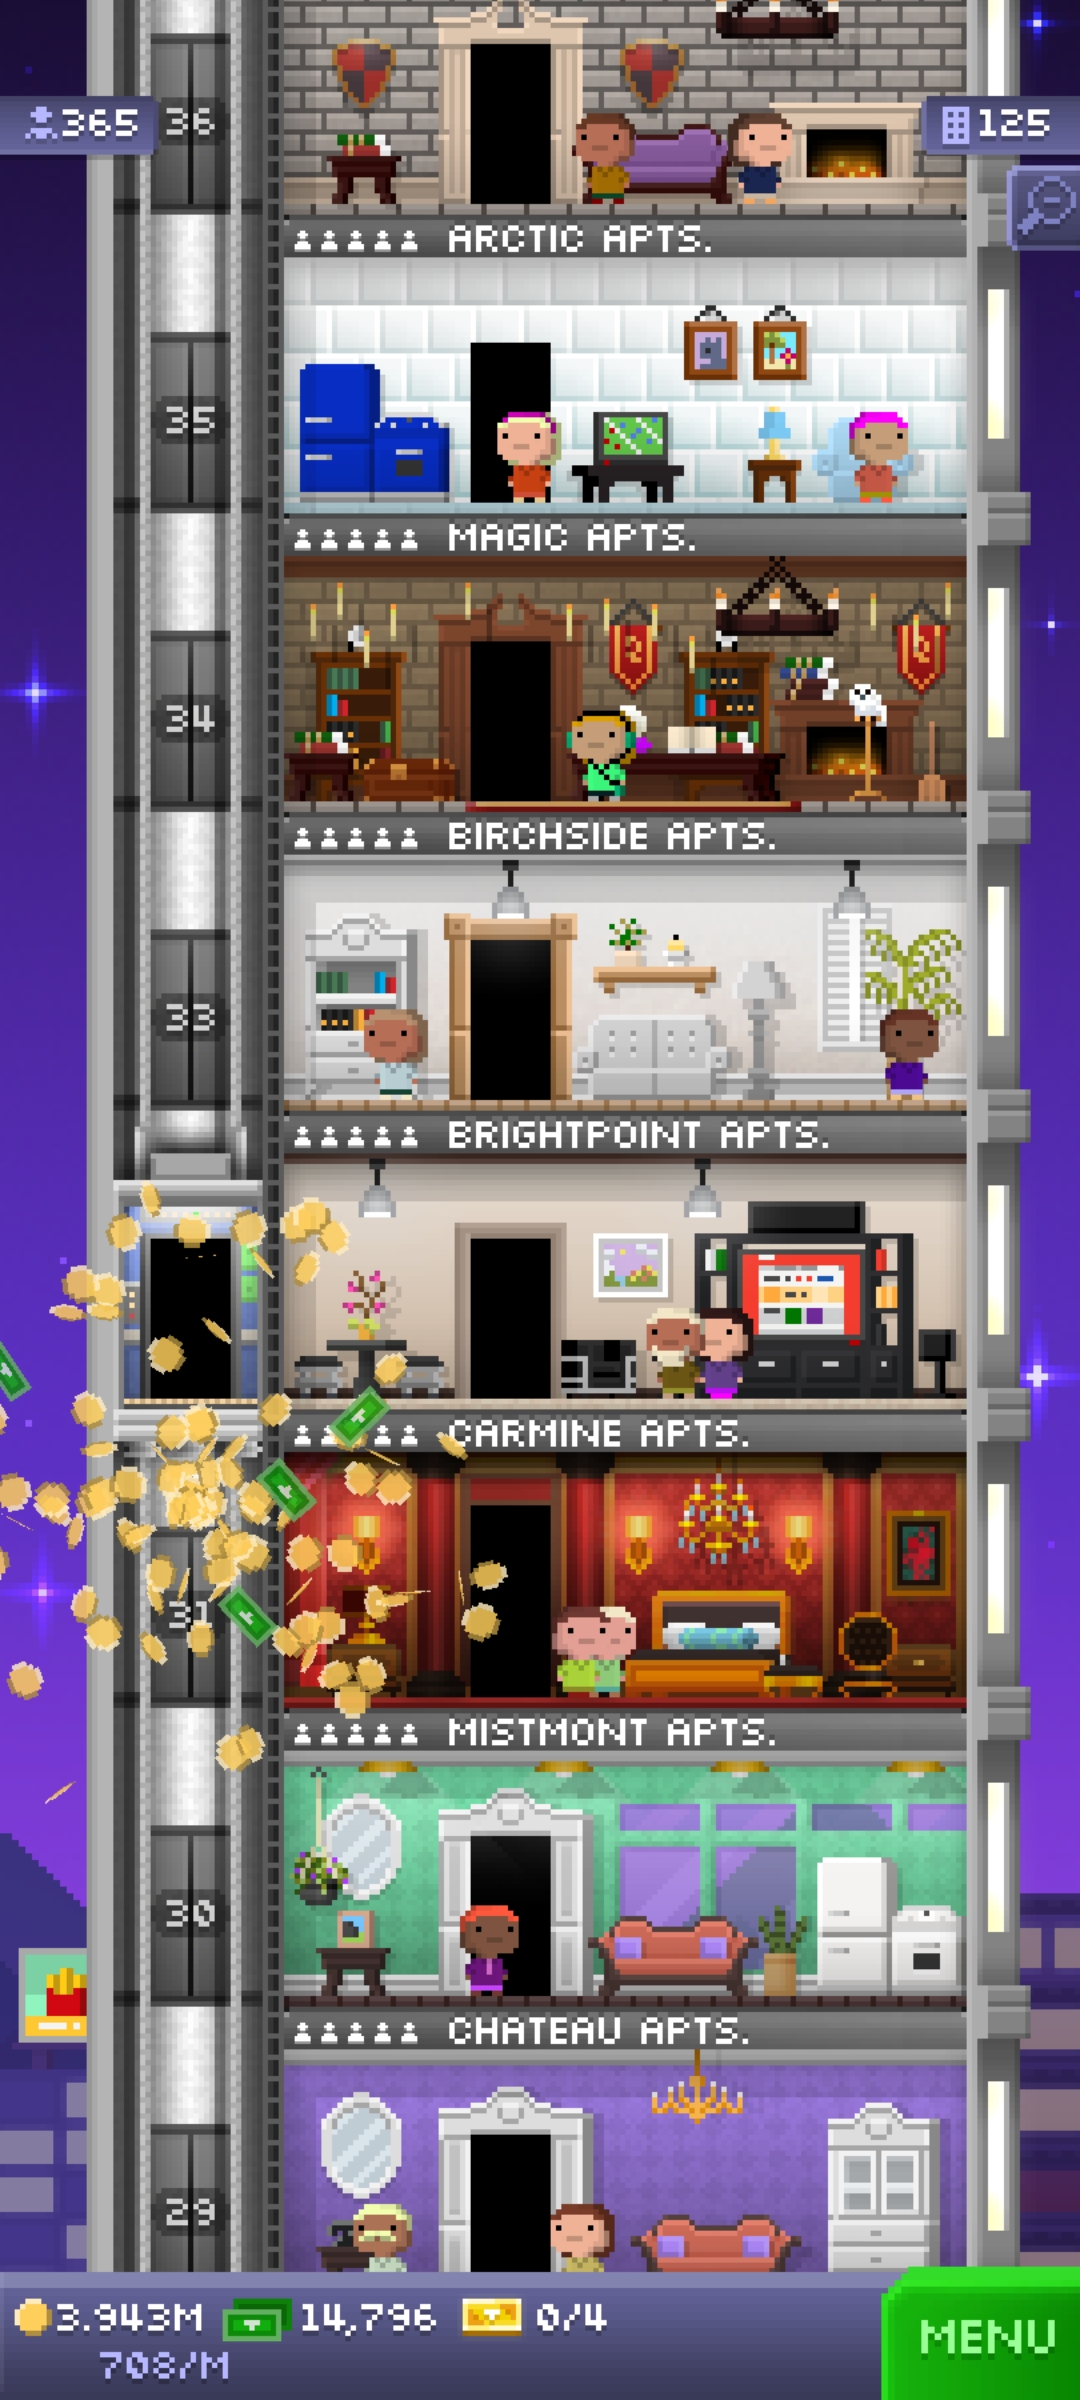 365
36
125
ARCTIC APTS.
35
MAGIC APTS.
34
BIRCHSIDE APTS.
33
BRIGHTPOINT APTS.
CARMINE APTS.
31
MISTMONT APTS.
30
CHATEAU APTS.
29
3.943M 14,796 0/4
708/M
MENU